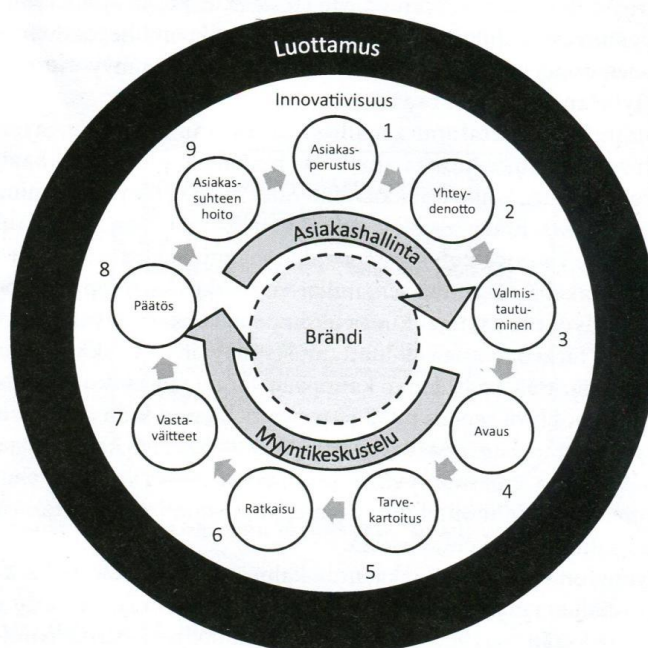 Luottamus
Innovatiivisuus
1
Asiakas-
perustus
2
Yhtey-
denotto
3
Valmis-
tautu-
minen
4
Avaus
5
Tarve-
kartoitus
6
Ratkaisu
7
Vasta-
väitteet
8
Päätös
9
Asiakas-
suhteen
hoito
Asiakashallinta
Brändi
Myyntikeskustelu